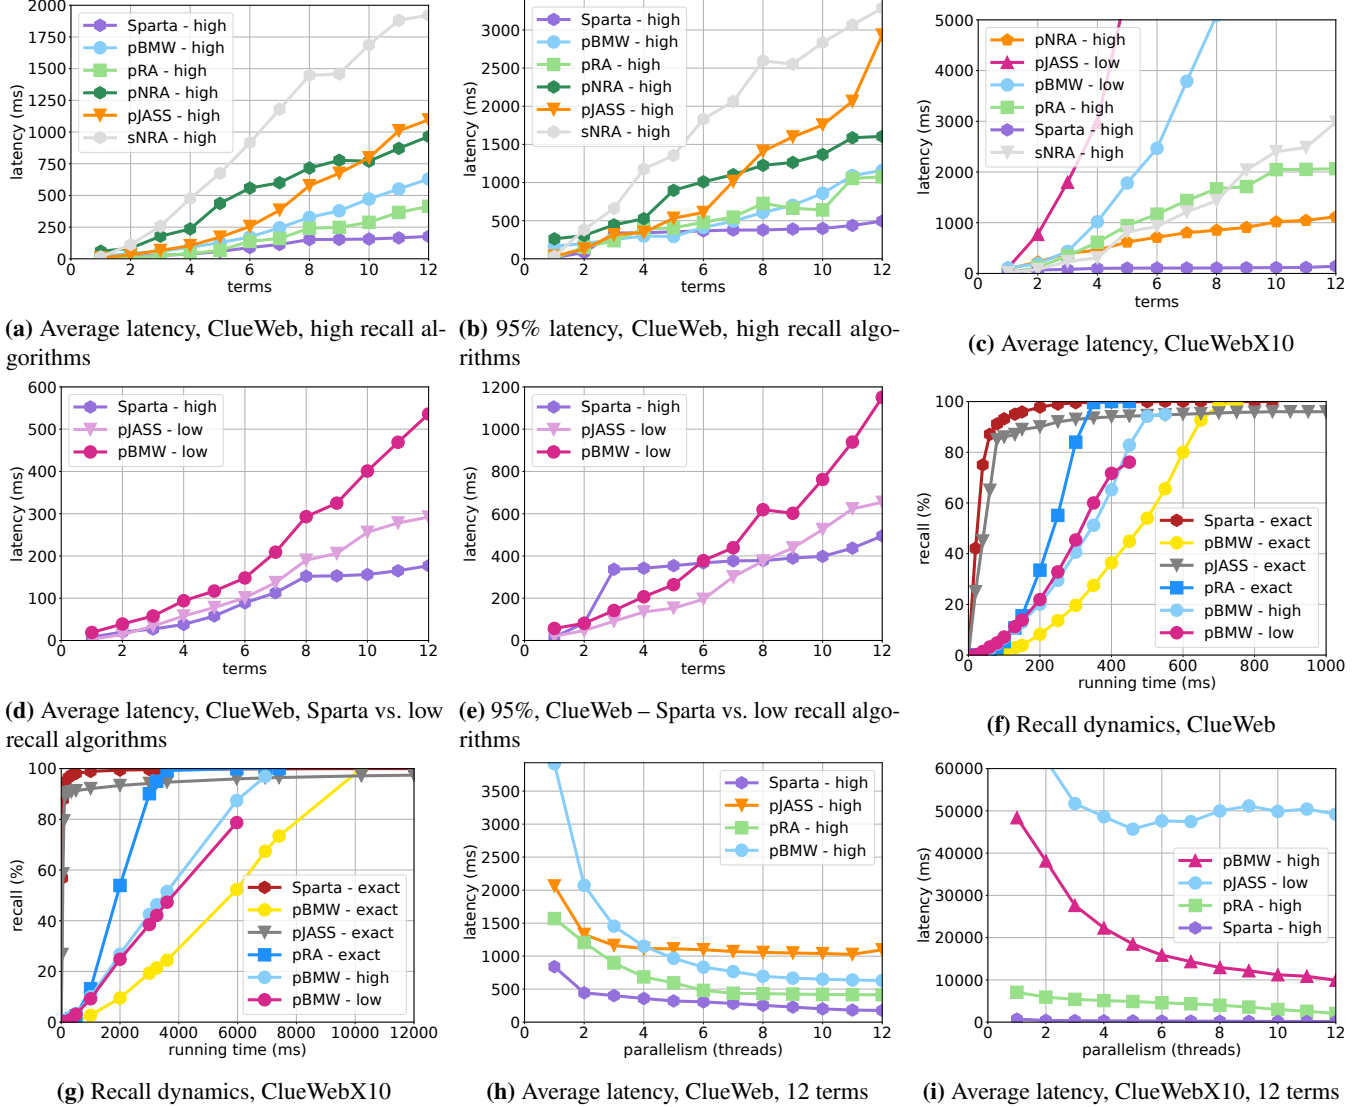 2000
1750
1500
1250
1000
750
500
250
0
latency (ms)
Sparta - high
pBMW - high
pRA - high
pNRA - high
pJASS - high
sNRA - high
0 2 4 6 8 10 12
terms
(a) Average latency, ClueWeb, high recall al-
gorithms
3000
2500
2000
1500
1000
500
0
latency (ms)
Sparta - high
pBMW - high
pRA - high
pNRA - high
pJASS - high
sNRA - high
0 2 4 6 8 10 12
terms
(b) 95% latency, ClueWeb, high recall algo-
rithms
5000
4000
3000
2000
1000
0
latency (ms)
pNRA - high
pJASS - low
pBMW - low
pRA - high
Sparta - high
sNRA - high
0 2 4 6 8 10 12
terms
(c) Average latency, ClueWebX10
600
500
400
300
200
100
0
latency (ms)
Sparta - high
pJASS - low
pBMW - low
0 2 4 6 8 10 12
terms
(d) Average latency, ClueWeb, Sparta vs. low
recall algorithms
1200
1000
800
600
400
200
0
latency (ms)
Sparta - high
pJASS - low
pBMW - low
0 2 4 6 8 10 12
terms
(e) 95%, ClueWeb – Sparta vs. low recall algo-
rithms
100
80
60
40
20
0
recall (%)
Sparta - exact
pBMW - exact
pJASS - exact
pRA - exact
pBMW - high
pBMW - low
0 200 400 600 800 1000
running time (ms)
(f) Recall dynamics, ClueWeb
100
80
60
40
20
0
recall (%)
Sparta - exact
pBMW - exact
pJASS - exact
pRA - exact
pBMW - high
pBMW - low
0 2000 4000 6000 8000 10000 12000
running time (ms)
(g) Recall dynamics, ClueWebX10
3500
3000
2500
2000
1500
1000
500
0
latency (ms)
Sparta - high
pJASS - high
pRA - high
pBMW - high
0 2 4 6 8 10 12
parallelism (threads)
(h) Average latency, ClueWeb, 12 terms
60000
50000
40000
30000
20000
10000
0
latency (ms)
pBMW - high
pJASS - low
pRA - high
Sparta - high
0 2 4 6 8 10 12
parallelism (threads)
(i) Average latency, ClueWebX10, 12 terms